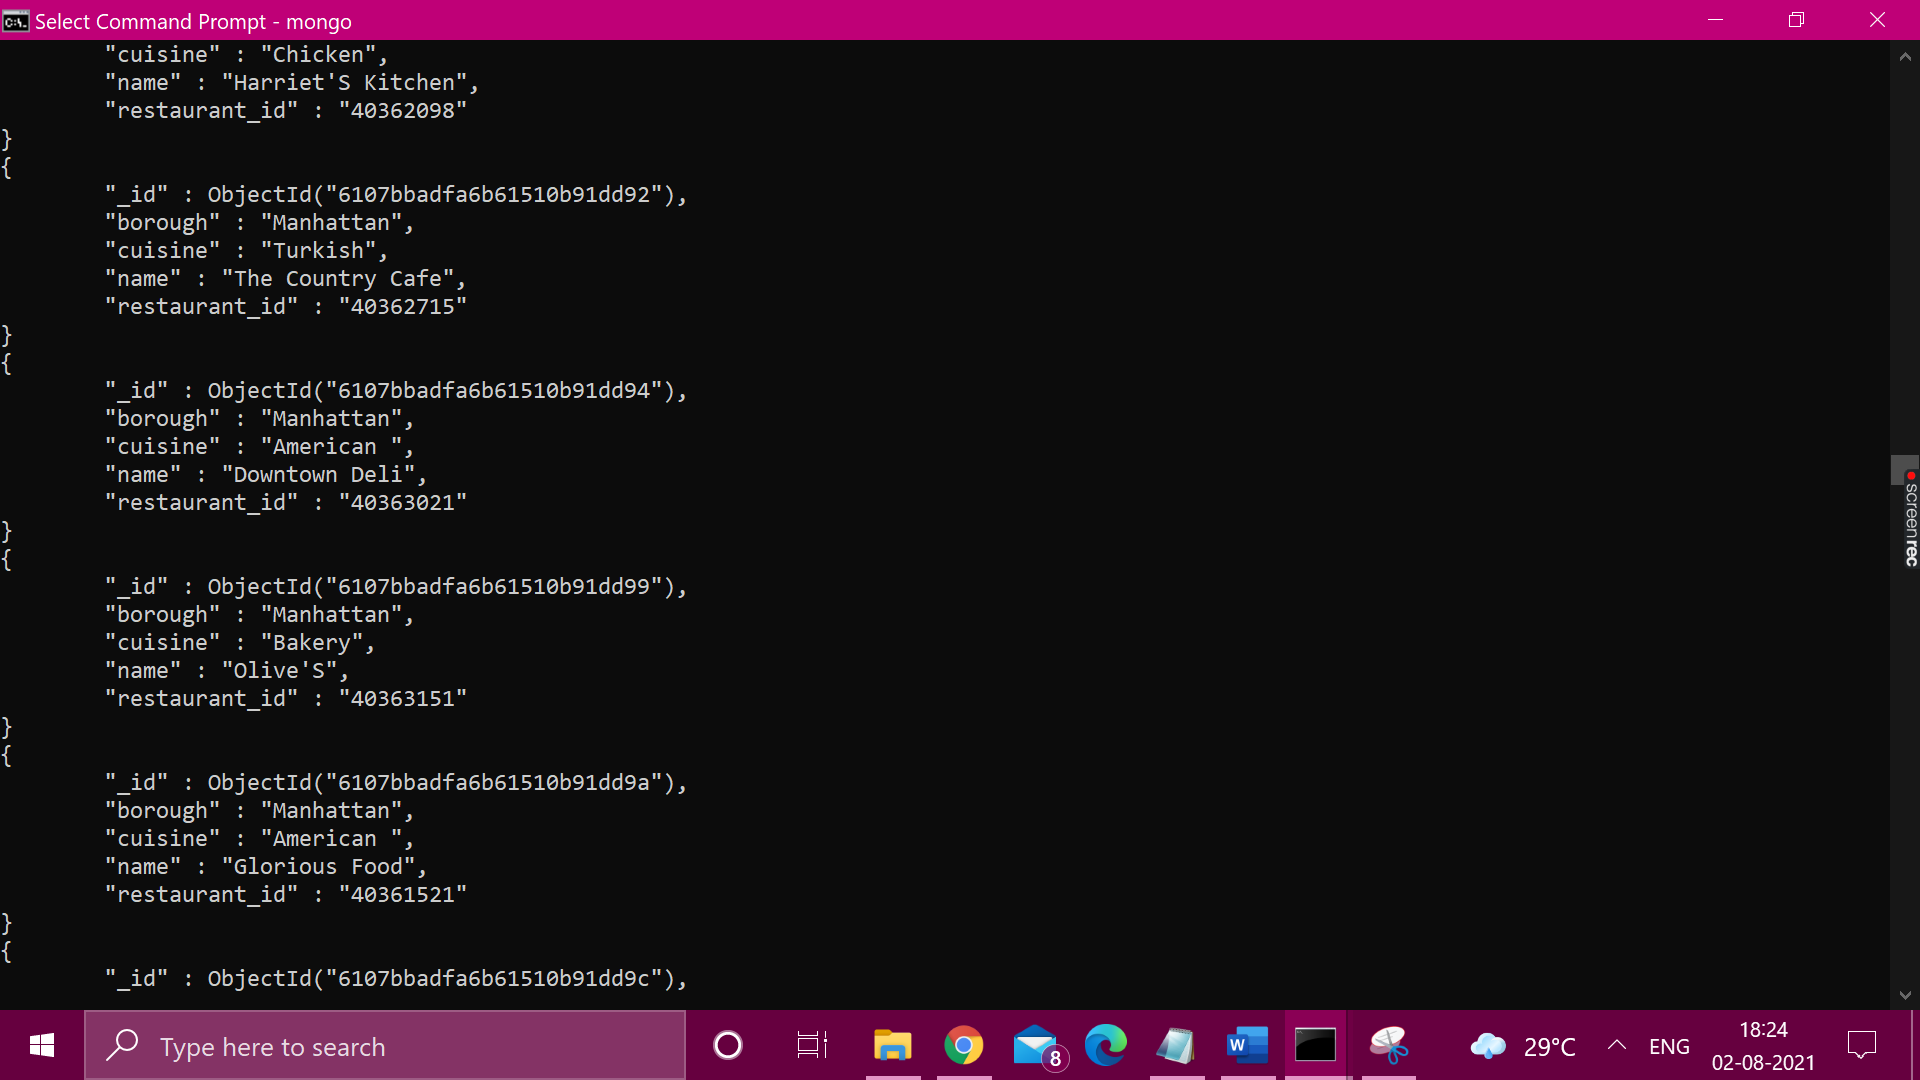 Select Command Prompt - mongo
"cuisine" : "Chicken",
"name" : "Harriet'S Kitchen",
"restaurant_id" : "40362098"
}
{
"_id" : ObjectId("6107bbadfa6b61510b91dd92"),
"borough" : "Manhattan",
"cuisine" : "Turkish",
"name" : "The Country Cafe",
"restaurant_id" : "40362715"
}
{
"_id" : ObjectId("6107bbadfa6b61510b91dd94"),
"borough" : "Manhattan",
"cuisine" : "American ",
"name" : "Downtown Deli",
"restaurant_id" : "40363021"
}
{
"_id" : ObjectId("6107bbadfa6b61510b91dd99"),
"borough" : "Manhattan",
"cuisine" : "Bakery",
"name" : "Olive'S",
"restaurant_id" : "40363151"
}
{
"_id" : ObjectId("6107bbadfa6b61510b91dd9a"),
"borough" : "Manhattan",
"cuisine" : "American ",
"name" : "Glorious Food",
"restaurant_id" : "40361521"
}
{
"_id" : ObjectId("6107bbadfa6b61510b91dd9c"),
screenrec
Type here to search
8
W
29°C
ENG
18:24
02-08-2021